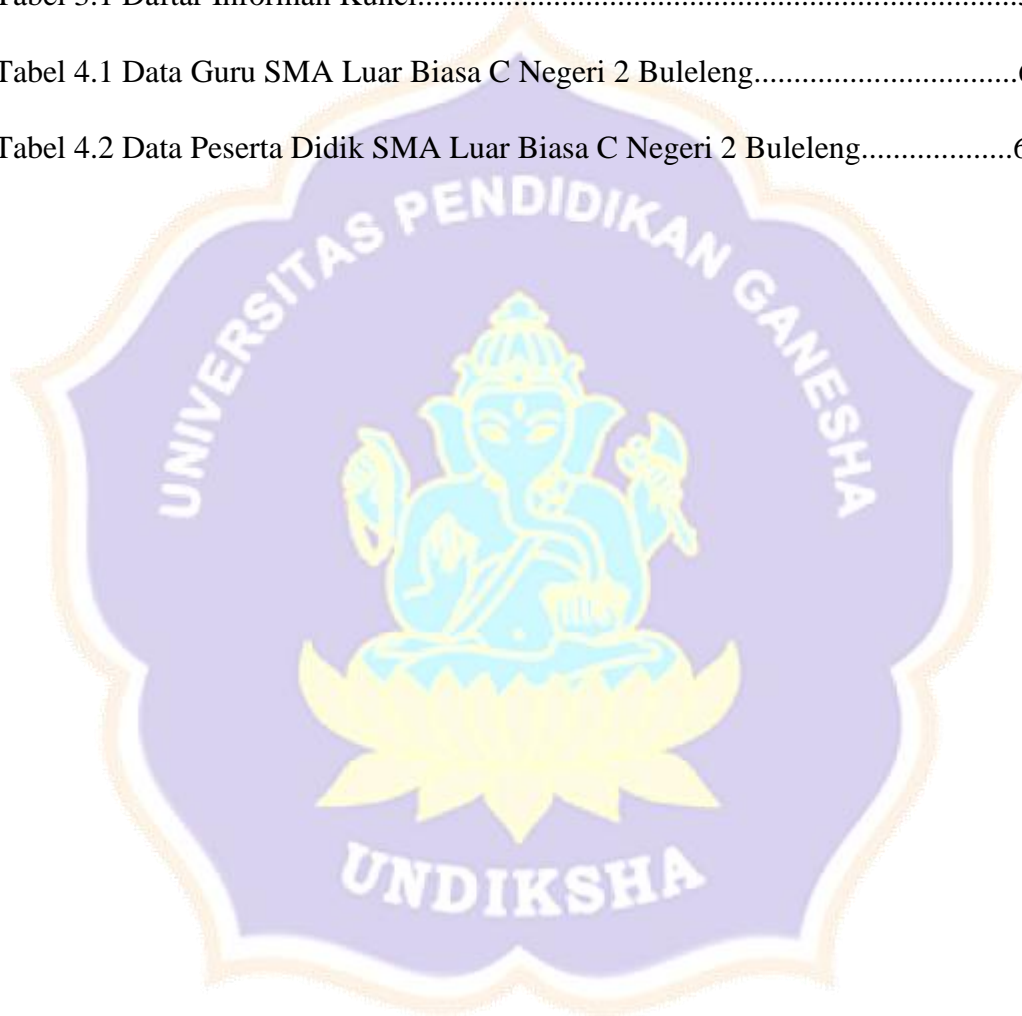 Tabel 3.1 Daftar Informan Kunci..........................................................................
Tabel 4.1 Data Guru SMA Luar Biasa C Negeri 2 Buleleng.................................6
Tabel 4.2 Data Peserta Didik SMA Luar Biasa C Negeri 2 Buleleng...................6
UNIVERSITAS PENDIDIKAN GANESHA
UNDIKSHA